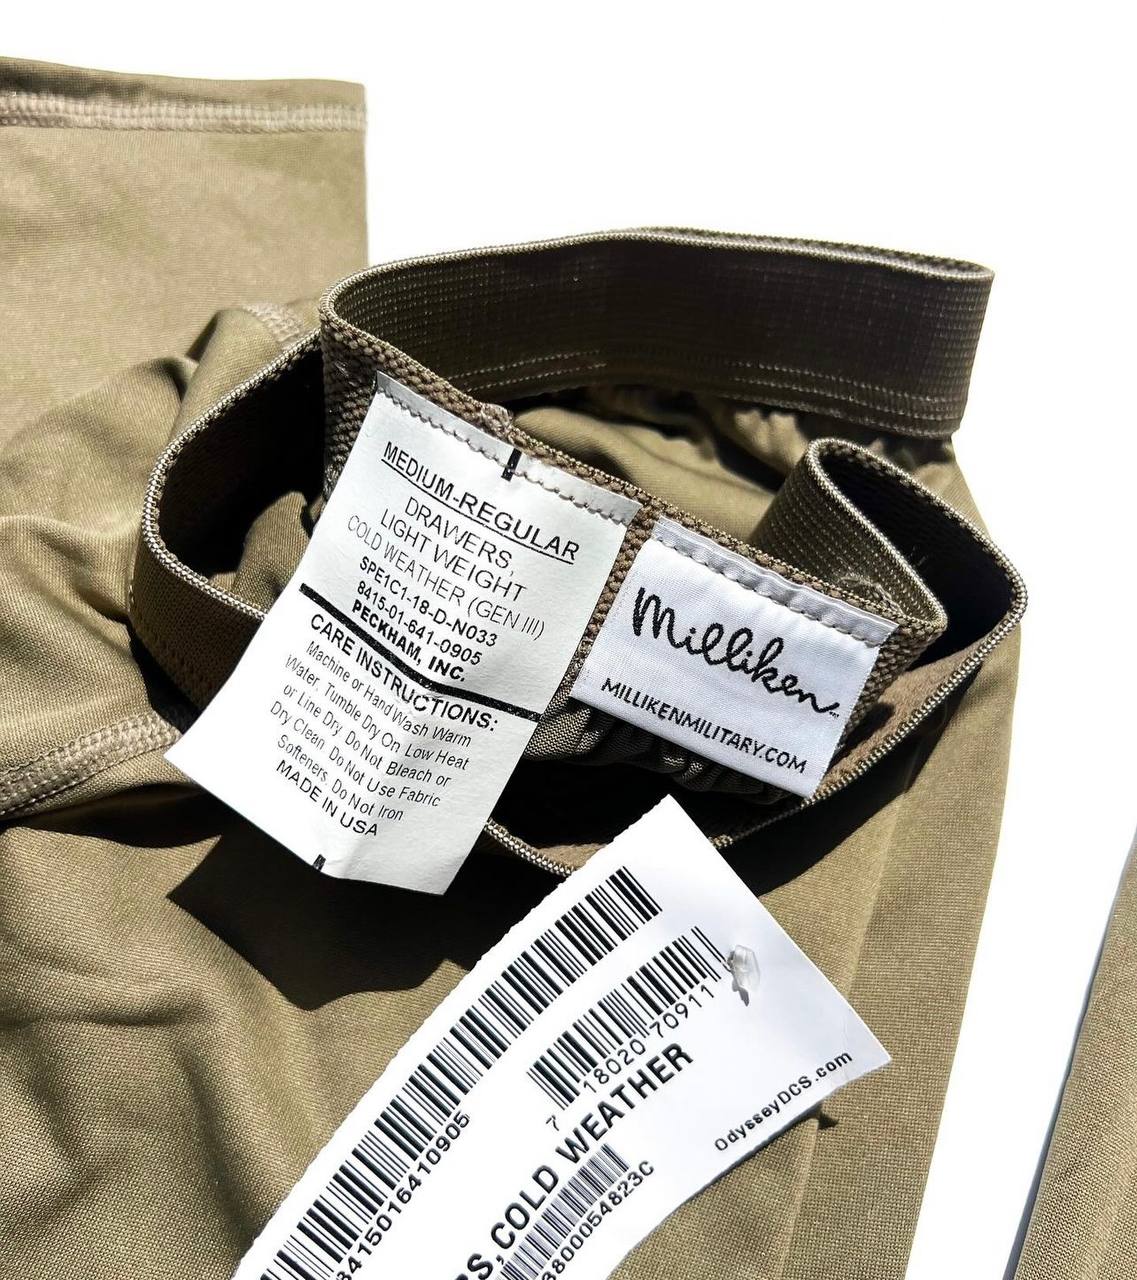 MEDIUM-REGULAR
DRAWERS,
LIGHT WEIGHT
COLD WEATHER (GEN.III)
SPE1C1-18-D-N033
8415-01-641-0905
PECKHAM, INC.
CARE INSTRUCTIONS:
Machine or Hand Wash Warm
Water, Tumble Dry On Low Heat
or Line Dry. Do Not Bleach or
Dry Clean. Do Not Use Fabric
Softeners. Do Not Iron
MADE IN USA
Milliken
MILLIKENMILITARY.COM
8415016410905
7 18020 70911
RS,COLD WEATHER
38000054823C
OdysseyDCS.com